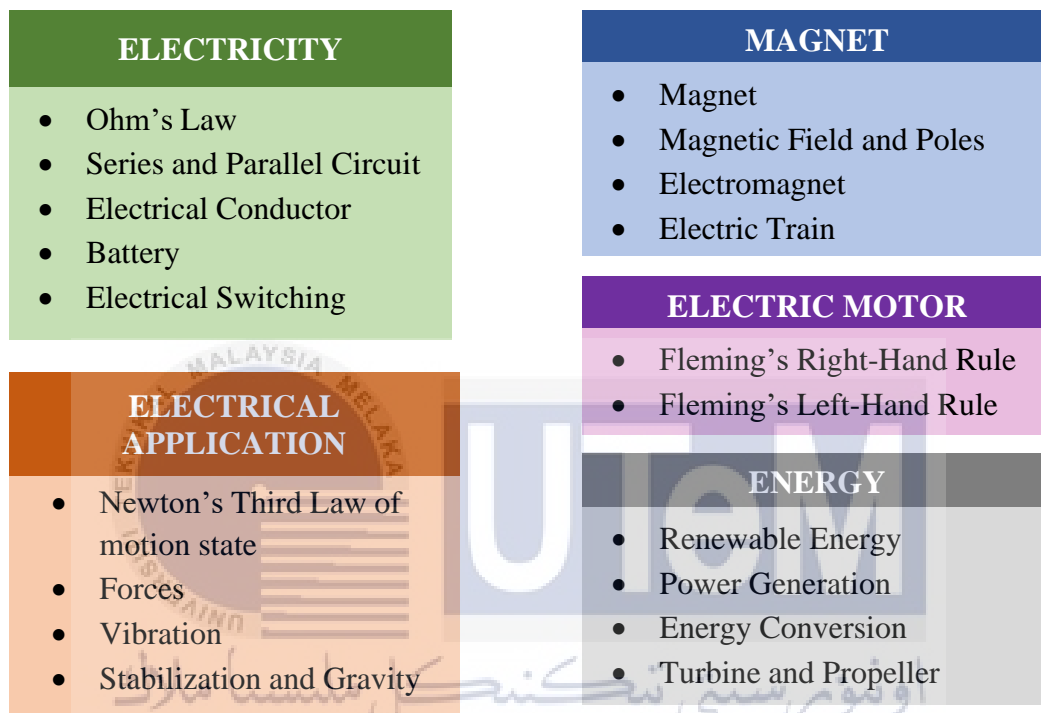 ELECTRICITY
• Ohm’s Law
• Series and Parallel Circuit
• Electrical Conductor
• Battery
• Electrical Switching
ELECTRICAL
APPLICATION
• Newton’s Third Law of
motion state
• Forces
• Vibration
• Stabilization and Gravity
MAGNET
• Magnet
• Magnetic Field and Poles
• Electromagnet
• Electric Train
ELECTRIC MOTOR
• Fleming’s Right-Hand Rule
• Fleming’s Left-Hand Rule
ENERGY
• Renewable Energy
• Power Generation
• Energy Conversion
• Turbine and Propeller
MALAYSIA MELAKA
UTeM